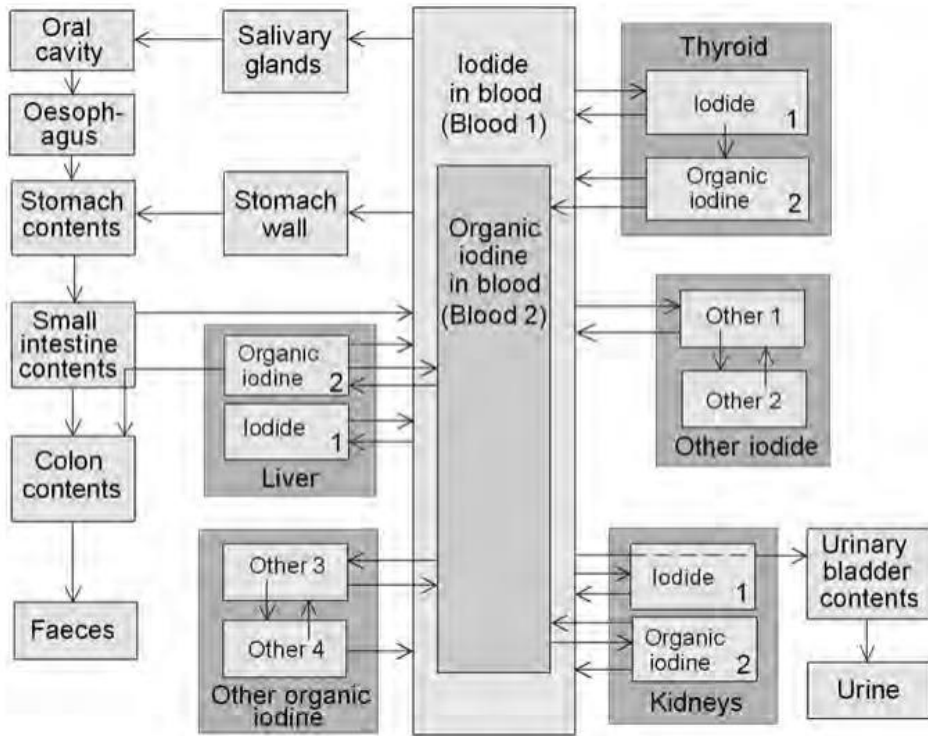 Oral
cavity
Salivary
glands
Oesoph-
agus
Stomach
contents
Stomach
wall
Small
intestine
contents
Colon
contents
Faeces
Organic
iodine
2
Iodide
1
Liver
Other 3
Other 4
Other organic
iodine
Iodide
in blood
(Blood 1)
Organic
iodine
in blood
(Blood 2)
Thyroid
Iodide
1
Organic
iodine
2
Other 1
Other 2
Other iodide
Iodide
1
Organic
iodine
2
Kidneys
Urinary
bladder
contents
Urine